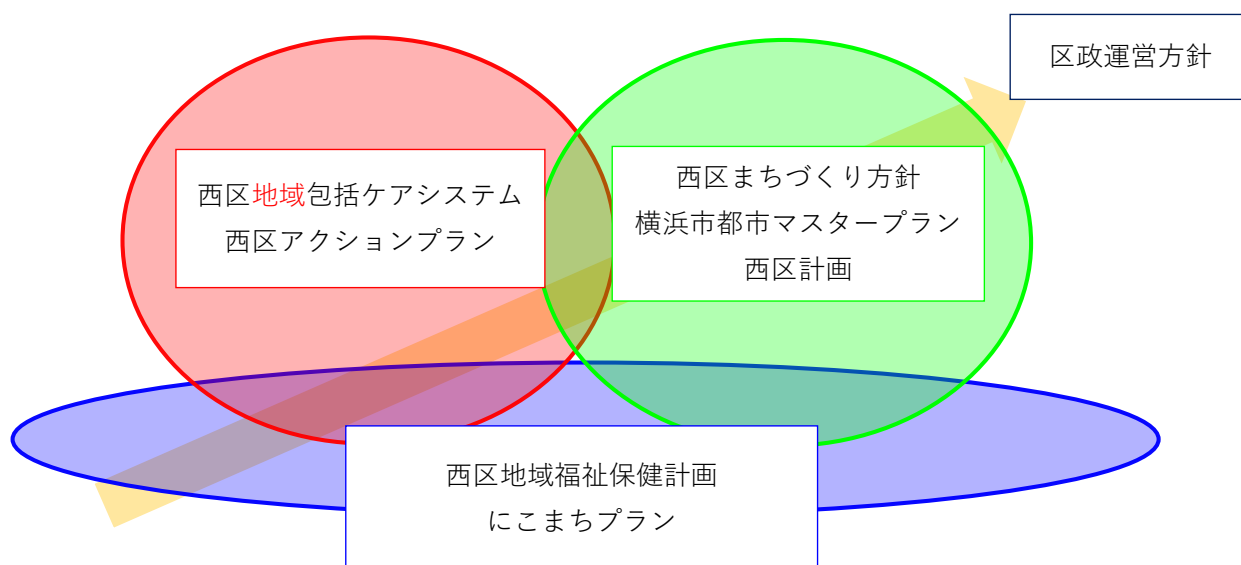 区政運営方針
西区地域包括ケアシステム
西区アクションプラン
西区まちづくり方針
横浜市都市マスタープラン
西区計画
西区地域福祉保健計画
にこまちプラン